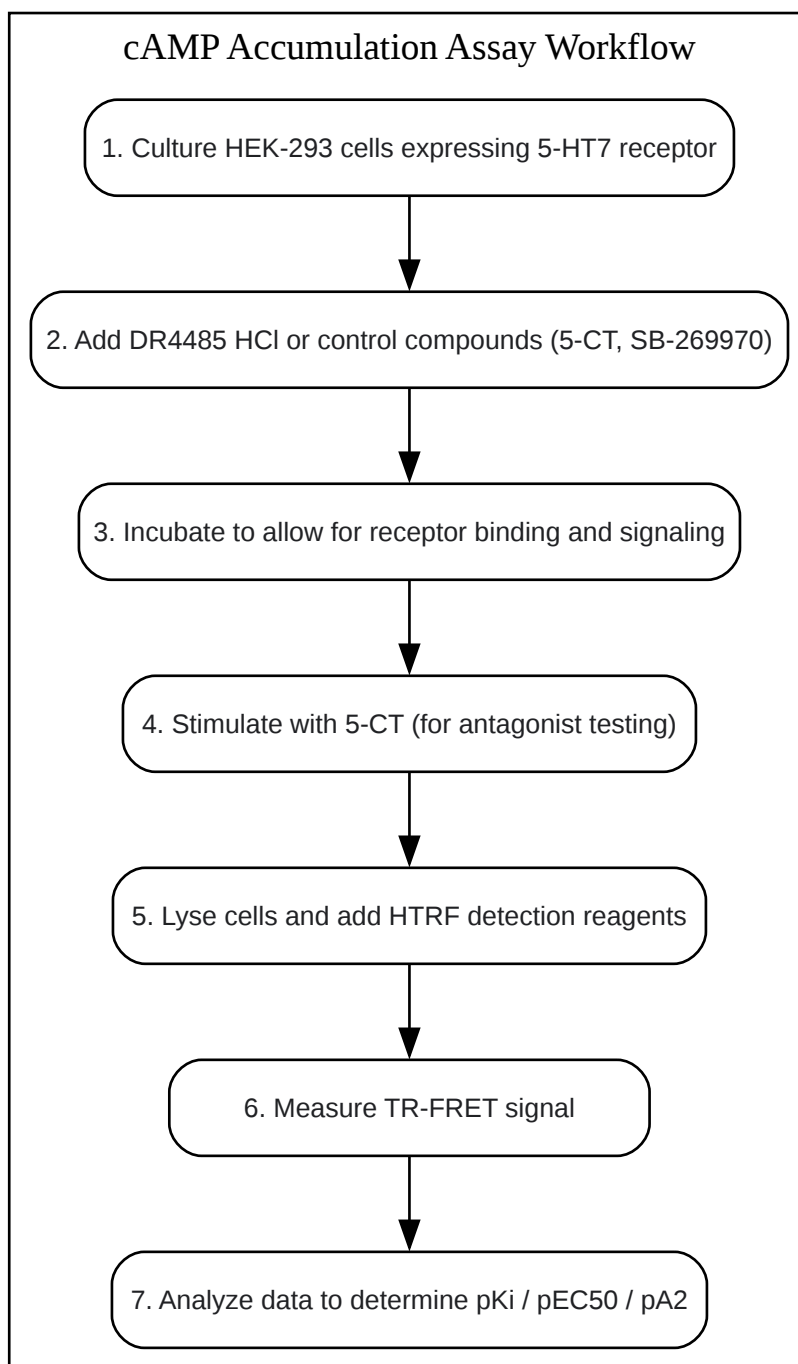 cAMP Accumulation Assay Workflow
1. Culture HEK-293 cells expressing 5-HT7 receptor
2. Add DR4485 HCl or control compounds (5-CT, SB-269970)
3. Incubate to allow for receptor binding and signaling
4. Stimulate with 5-CT (for antagonist testing)
5. Lyse cells and add HTRF detection reagents
6. Measure TR-FRET signal
7. Analyze data to determine pKi / pEC50 / pA2